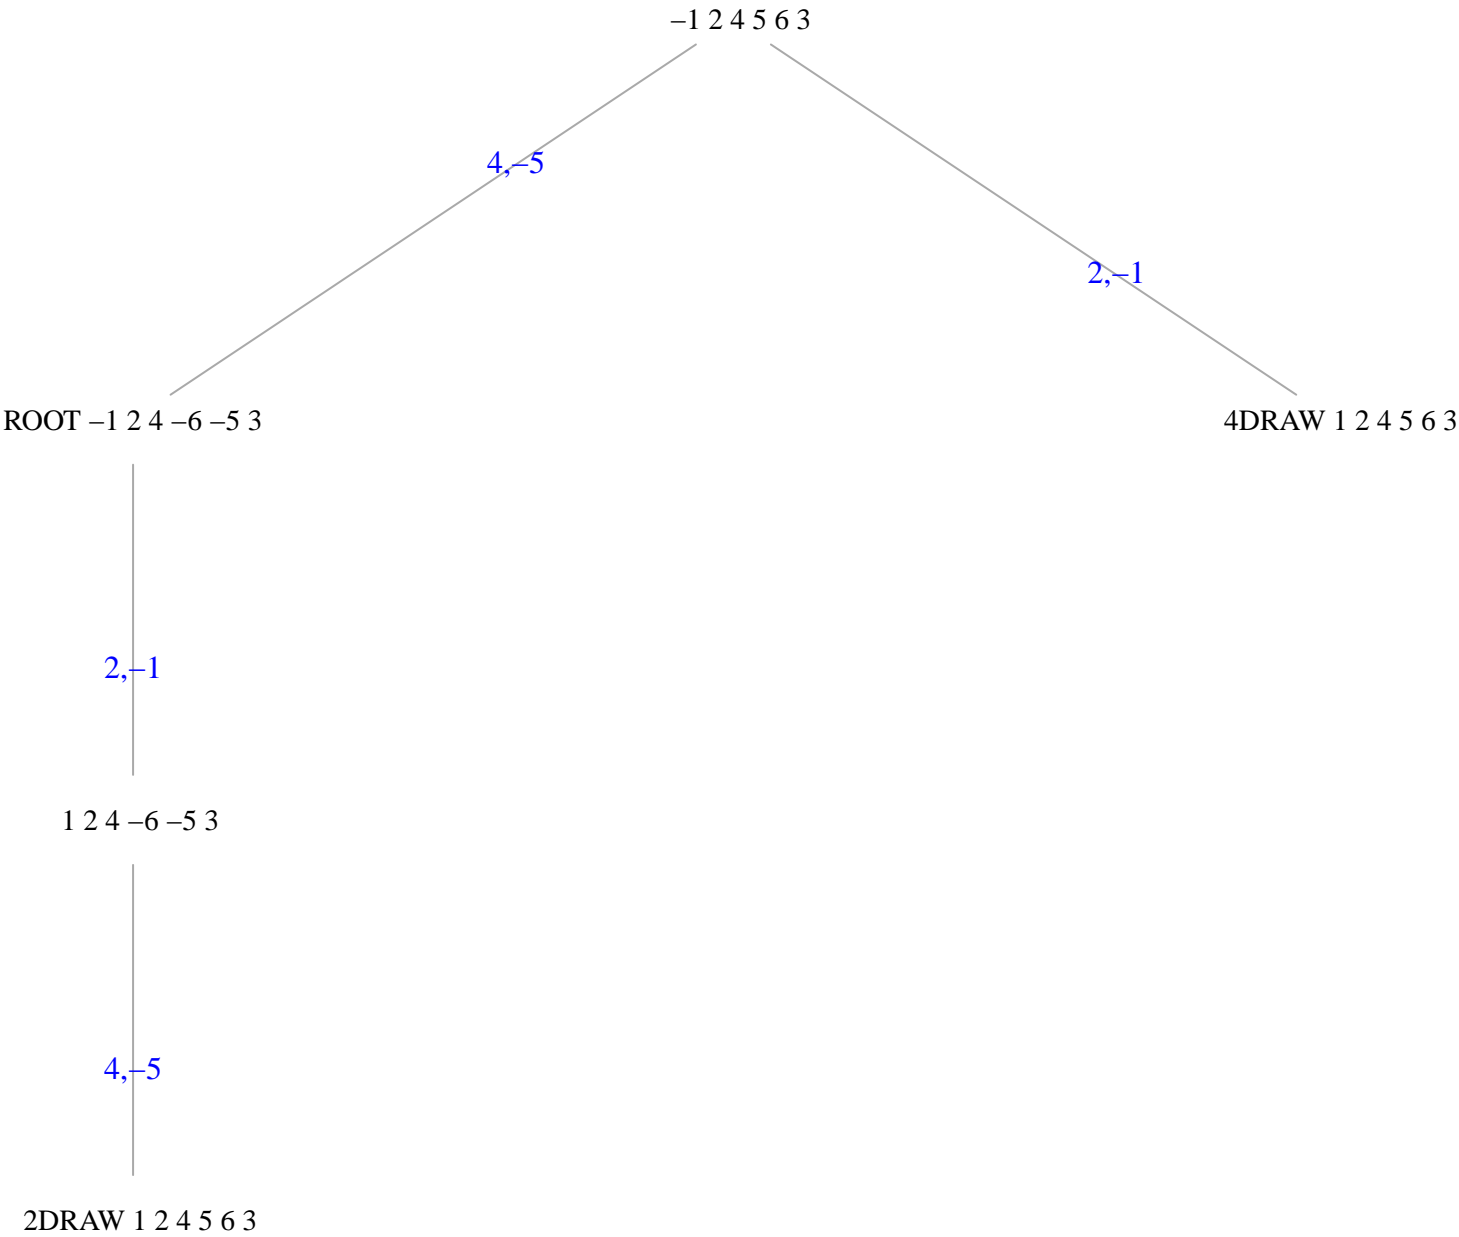 –1 2 4 5 6 3
4,–5
2,–1
ROOT –1 2 4 –6 –5 3
4DRAW 1 2 4 5 6 3
2,–1
1 2 4 –6 –5 3
4,–5
2DRAW 1 2 4 5 6 3